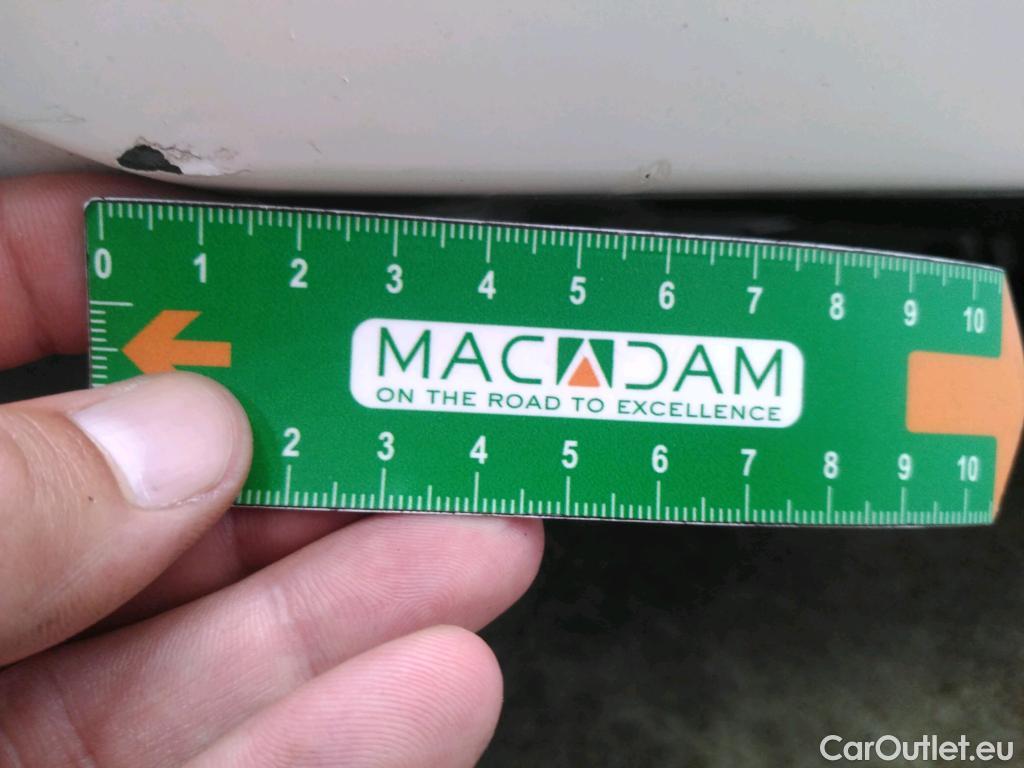 0 1 2 3 4 5 6 7 8 9 10
MACADAM
ON THE ROAD TO EXCELLENCE
2 3 4 5 6 7 8 9 10
CarOutlet.eu